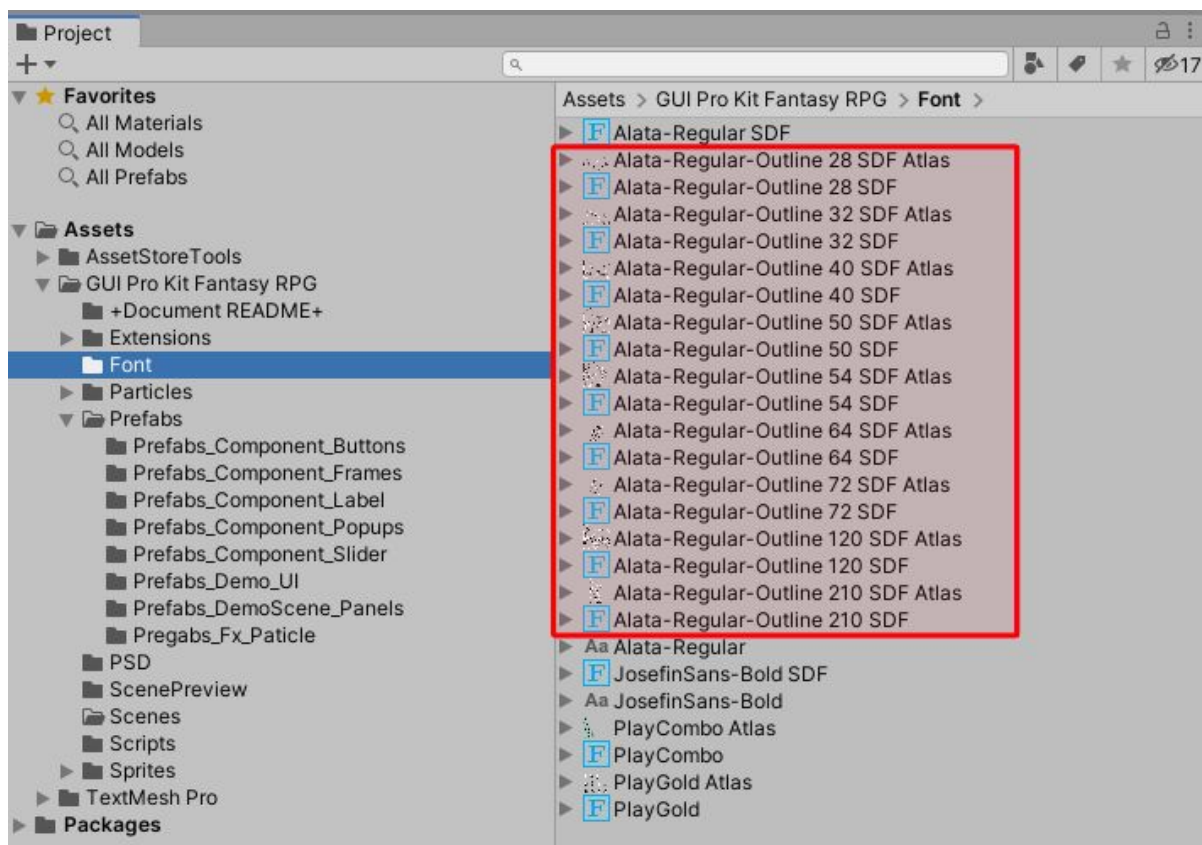 Project
17
Favorites
All Materials
All Models
All Prefabs
Assets
AssetStoreTools
GUI Pro Kit Fantasy RPG
+Document README+
Extensions
Font
Particles
Prefabs
Prefabs_Component_Buttons
Prefabs_Component_Frames
Prefabs_Component_Label
Prefabs_Component_Popups
Prefabs_Component_Slider
Prefabs_Demo_UI
Prefabs_DemoScene_Panels
Pregabs_Fx_Paticle
PSD
ScenePreview
Scenes
Scripts
Sprites
TextMesh Pro
Packages
Assets > GUI Pro Kit Fantasy RPG > Font >
F Alata-Regular SDF
Alata-Regular-Outline 28 SDF Atlas
F Alata-Regular-Outline 28 SDF
Alata-Regular-Outline 32 SDF Atlas
F Alata-Regular-Outline 32 SDF
Alata-Regular-Outline 40 SDF Atlas
F Alata-Regular-Outline 40 SDF
Alata-Regular-Outline 50 SDF Atlas
F Alata-Regular-Outline 50 SDF
Alata-Regular-Outline 54 SDF Atlas
F Alata-Regular-Outline 54 SDF
Alata-Regular-Outline 64 SDF Atlas
F Alata-Regular-Outline 64 SDF
Alata-Regular-Outline 72 SDF Atlas
F Alata-Regular-Outline 72 SDF
Alata-Regular-Outline 120 SDF Atlas
F Alata-Regular-Outline 120 SDF
Alata-Regular-Outline 210 SDF Atlas
F Alata-Regular-Outline 210 SDF
Aa Alata-Regular
F JosefinSans-Bold SDF
Aa JosefinSans-Bold
PlayCombo Atlas
F PlayCombo
PlayGold Atlas
F PlayGold